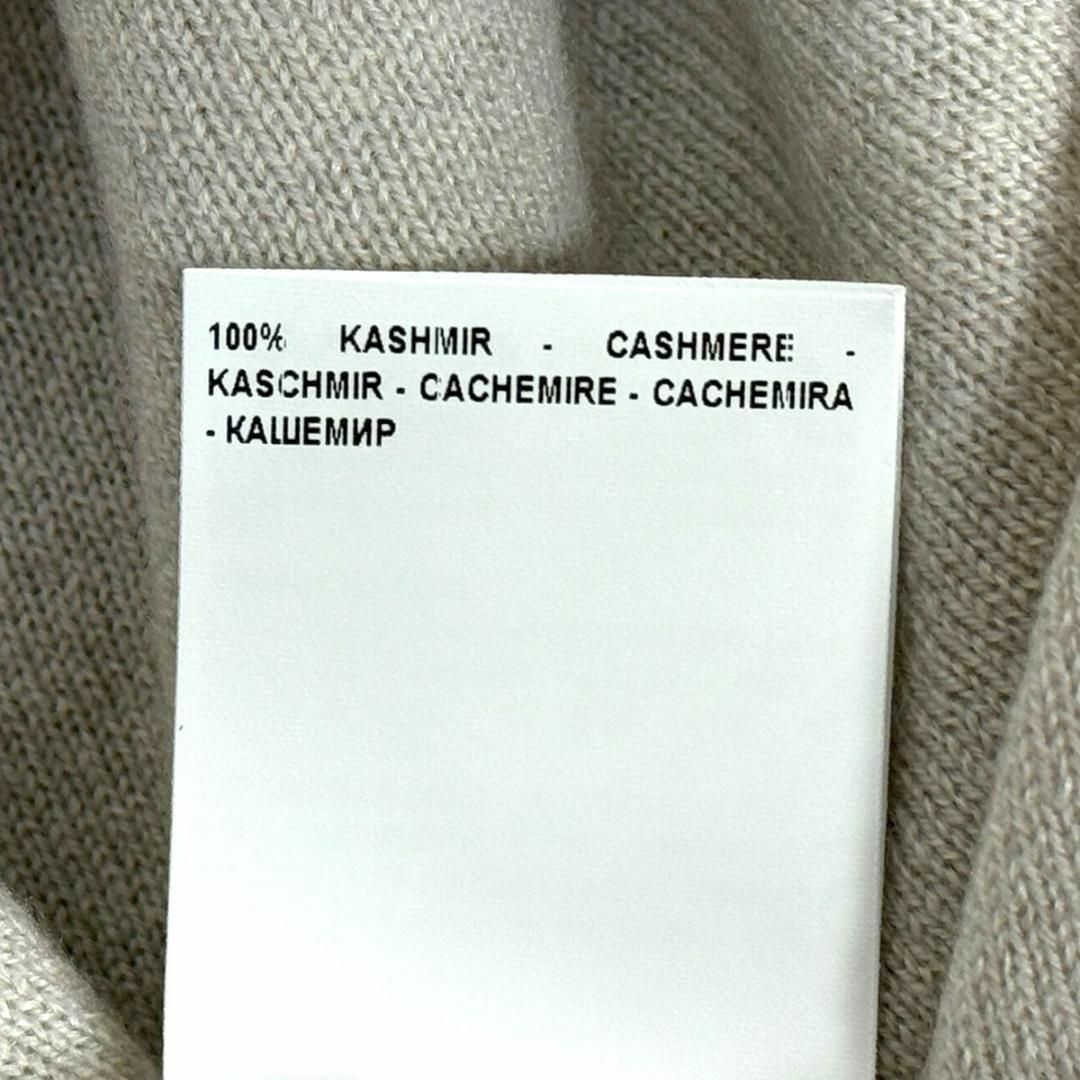 100% KASHMIR - CASHMERE -
KASCHMIR - CACHEMIRE - CACHEMIRA
- КАШЕМИР